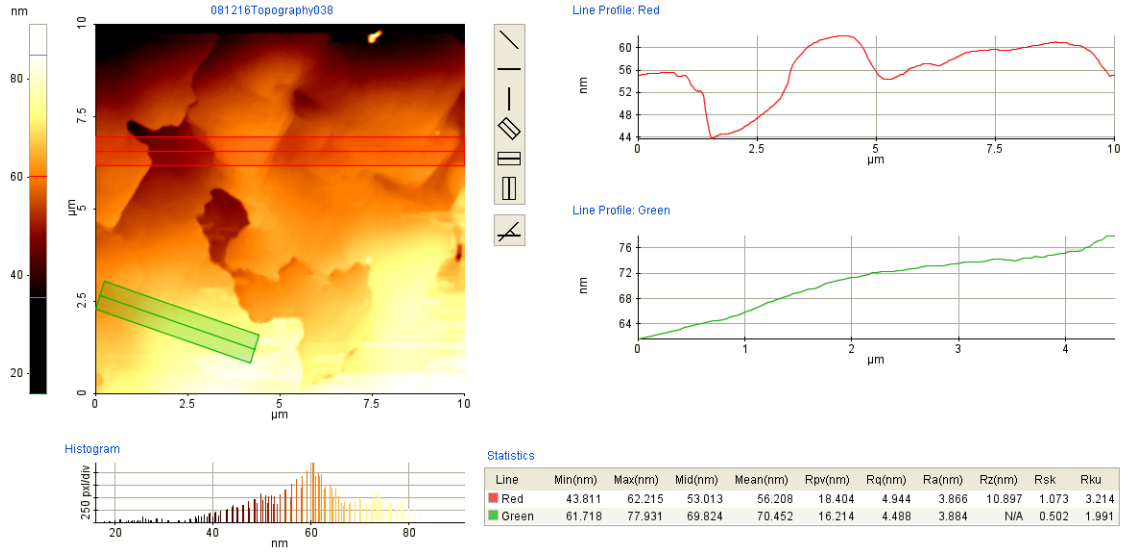 nm
80
60
40
20
081216Topography038
10
7.5
5
2.5
0
µm
0
2.5
5
7.5
10
µm
Line Profile: Red
60
56
52
48
44
nm
0
2.5
5
7.5
10
µm
Line Profile: Green
76
72
68
64
nm
0
1
2
3
4
µm
Histogram
250 pxl/div
250
20
40
60
80
nm
Statistics
Line Min(nm) Max(nm) Mid(nm) Mean(nm) Rpv(nm) Rq(nm) Ra(nm) Rz(nm) Rsk Rku
Red 43.811 62.215 53.013 56.208 18.404 4.944 3.866 10.897 1.073 3.214
Green 61.718 77.931 69.824 70.452 16.214 4.488 3.884 N/A 0.502 1.991